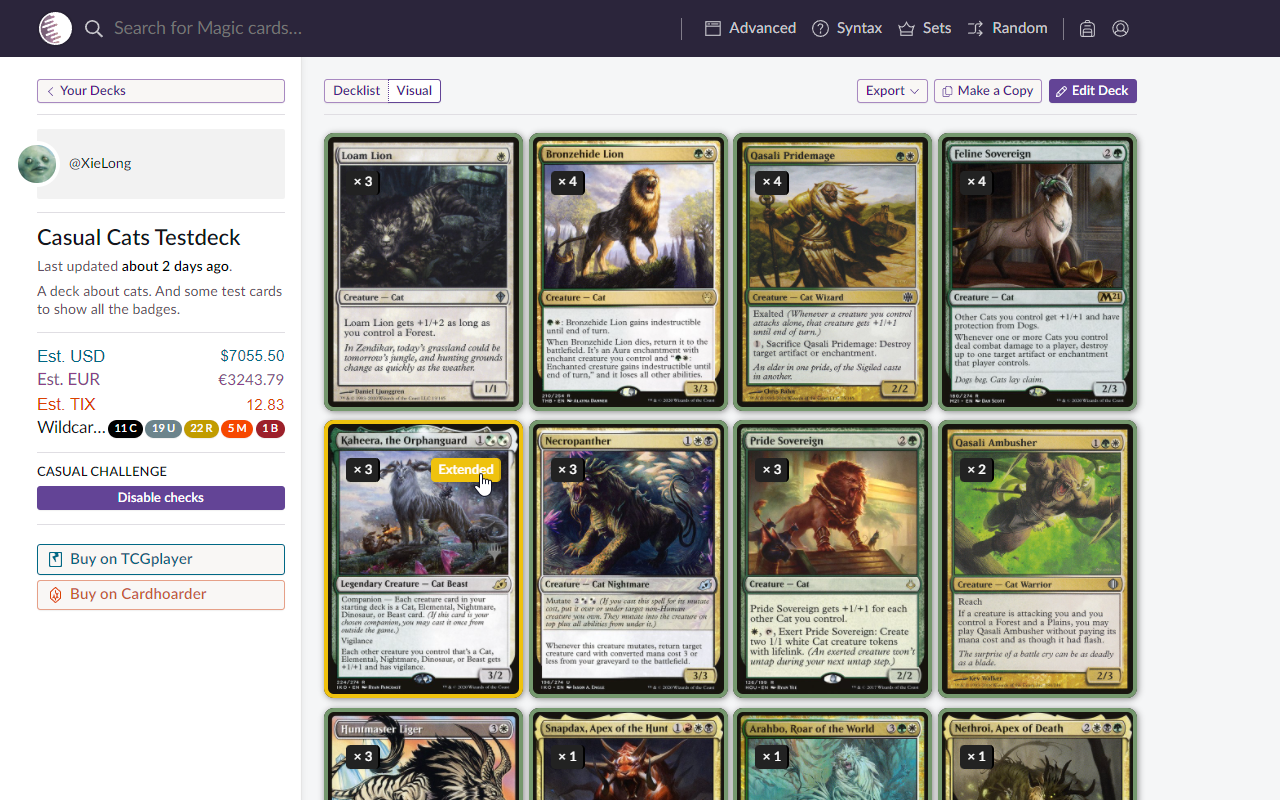 Search for Magic cards...
Advanced
Syntax
Sets
Random
Your Decks
@XieLong
Casual Cats Testdeck
Last updated about 2 days ago.
A deck about cats. And some test cards
to show all the badges.
Est. USD $7055.50
Est. EUR €3243.79
Est. TIX 12.83
Wildcar... 11 C 19 U 22 R 5 M 1 B
CASUAL CHALLENGE
Disable checks
Buy on TCGplayer
Buy on Cardhoarder
Decklist
Visual
Export
Make a Copy
Edit Deck
Loam Lion
× 3
Creature — Cat
Loam Lion gets +1/+2 as long as
you control a Forest.
In Zendikar, today's grassland could be
tomorrow's jungle, and hunting grounds
change as quickly as the weather.
Daniel Ljunggren
1/1
Bronzehide Lion
× 4
Creature — Cat
: Bronzehide Lion gains indestructible
until end of turn.
When Bronzehide Lion dies, return it to the
battlefield. It's an Aura enchantment with
enchant creature you control and "
Enchanted creature gains indestructible until
end of turn," and it loses all other abilities.
3/3
Qasali Pridemage
× 4
Creature — Cat Wizard
Exalted (Whenever a creature you control
attacks alone, that creature gets +1/+1
until end of turn.)
1, Sacrifice Qasali Pridemage: Destroy
target artifact or enchantment.
An elder in one pride, of the Sigiled caste
in another.
2/2
Feline Sovereign 2
× 4
Creature — Cat
M21
Other Cats you control get +1/+1 and have
protection from Dogs.
Whenever one or more Cats you control
deal combat damage to a player, destroy
up to one target artifact or enchantment
that player controls.
Dogs beg. Cats lay claim.
2/3
Kaheera, the Orphanguard 1
× 3
Extended
Legendary Creature — Cat Beast
Companion — Each creature card in your
starting deck is a Cat, Elemental, Nightmare,
Dinosaur, or Beast card. (If this card is your
chosen companion, you may cast it once from
outside the game.)
Vigilance
Each other creature you control that's a Cat,
Elemental, Nightmare, Dinosaur, or Beast gets
+1/+1 and has vigilance.
3/2
Necropanther 1
× 3
Creature — Cat Nightmare
Mutate 2 (If you cast this spell for its mutate
cost, put it over or under target non-Human
creature you own. They mutate into the creature on
top plus all abilities from under it.)
Whenever this creature mutates, return target
creature card with converted mana cost 3 or
less from your graveyard to the battlefield.
3/3
Pride Sovereign 2
× 3
Creature — Cat
Pride Sovereign gets +1/+1 for each
other Cat you control.
, , Exert Pride Sovereign: Create
two 1/1 white Cat creature tokens
with lifelink. (An exerted creature won't
untap during your next untap step.)
2/2
Qasali Ambusher 1
× 2
Creature — Cat Warrior
Reach
If a creature is attacking you and you
control a Forest and a Plains, you may
play Qasali Ambusher without paying its
mana cost and as though it had flash.
The surprise of a battle cry can be as deadly
as a blade.
Kev Walker
2/3
Huntmaster Liger 3
× 3
Snapdax, Apex of the Hunt 1
× 1
Arahbo, Roar of the World 3
× 1
Nethroi, Apex of Death 2
× 1